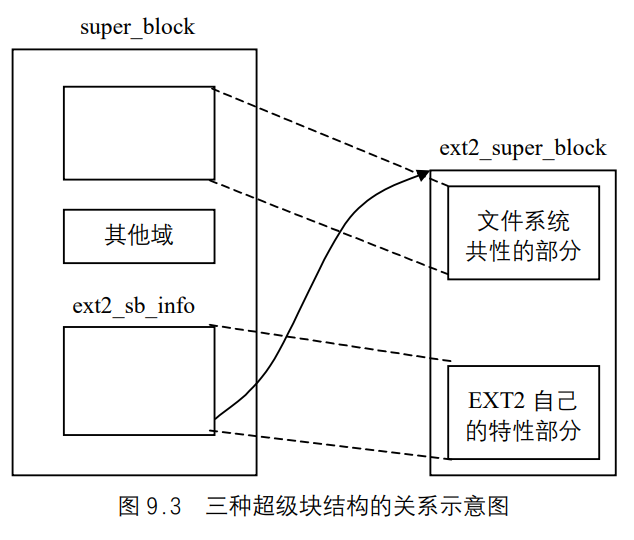 super_block
ext2_super_block
文件系统
共性的部分
其他域
ext2_sb_info
EXT2 自己
的特性部分
图 9.3 三种超级块结构的关系示意图